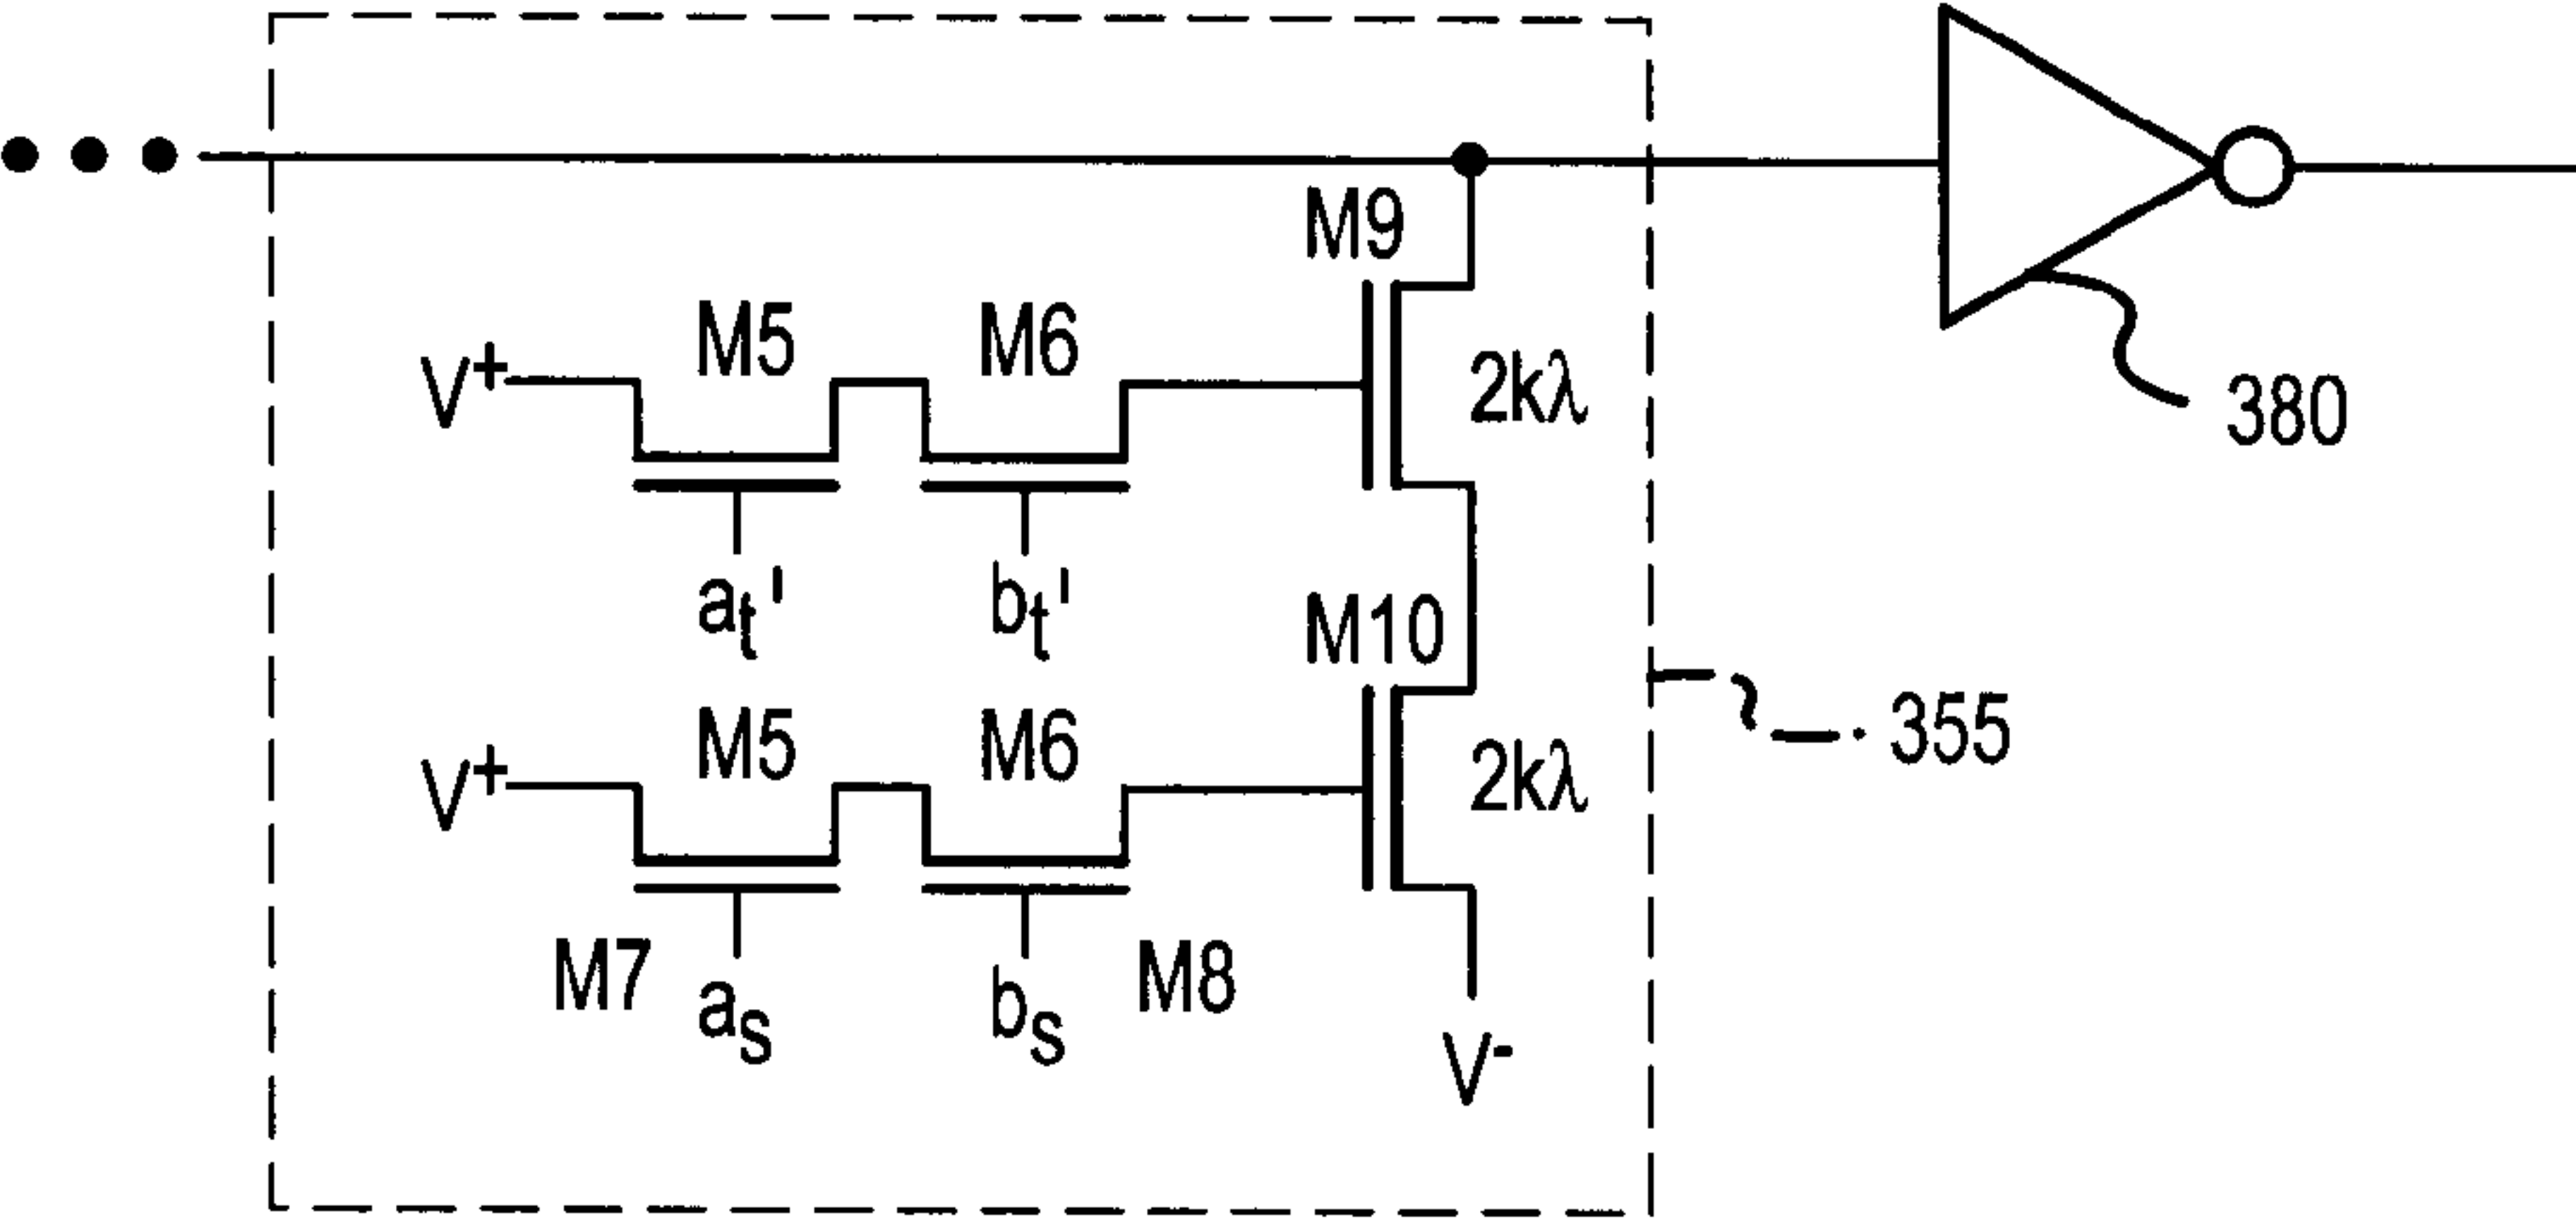 M9
M5 M6
V+ 2kλ
380
at' bt'
M10
M5 M6
V+ 2kλ 355
M7 M8
as bs
V-